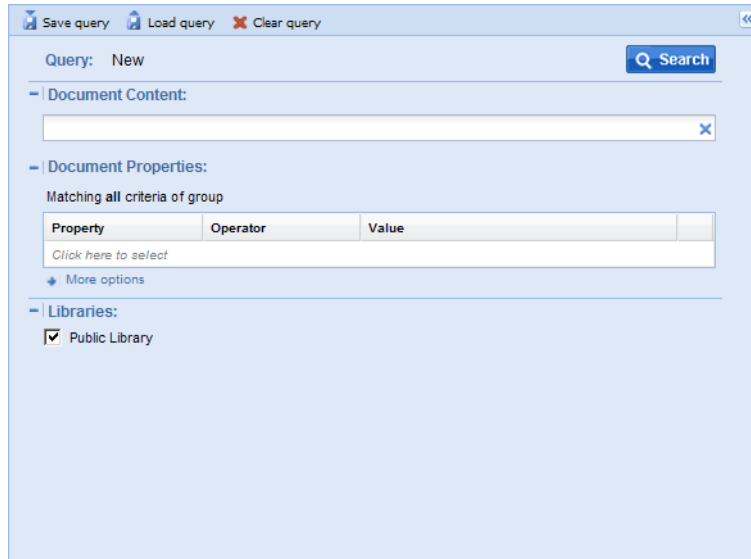 Save query Load query Clear query
Query: New Search
Document Content:
Document Properties:
Matching all criteria of group
Property Operator Value
Click here to select
More options
Libraries:
Public Library